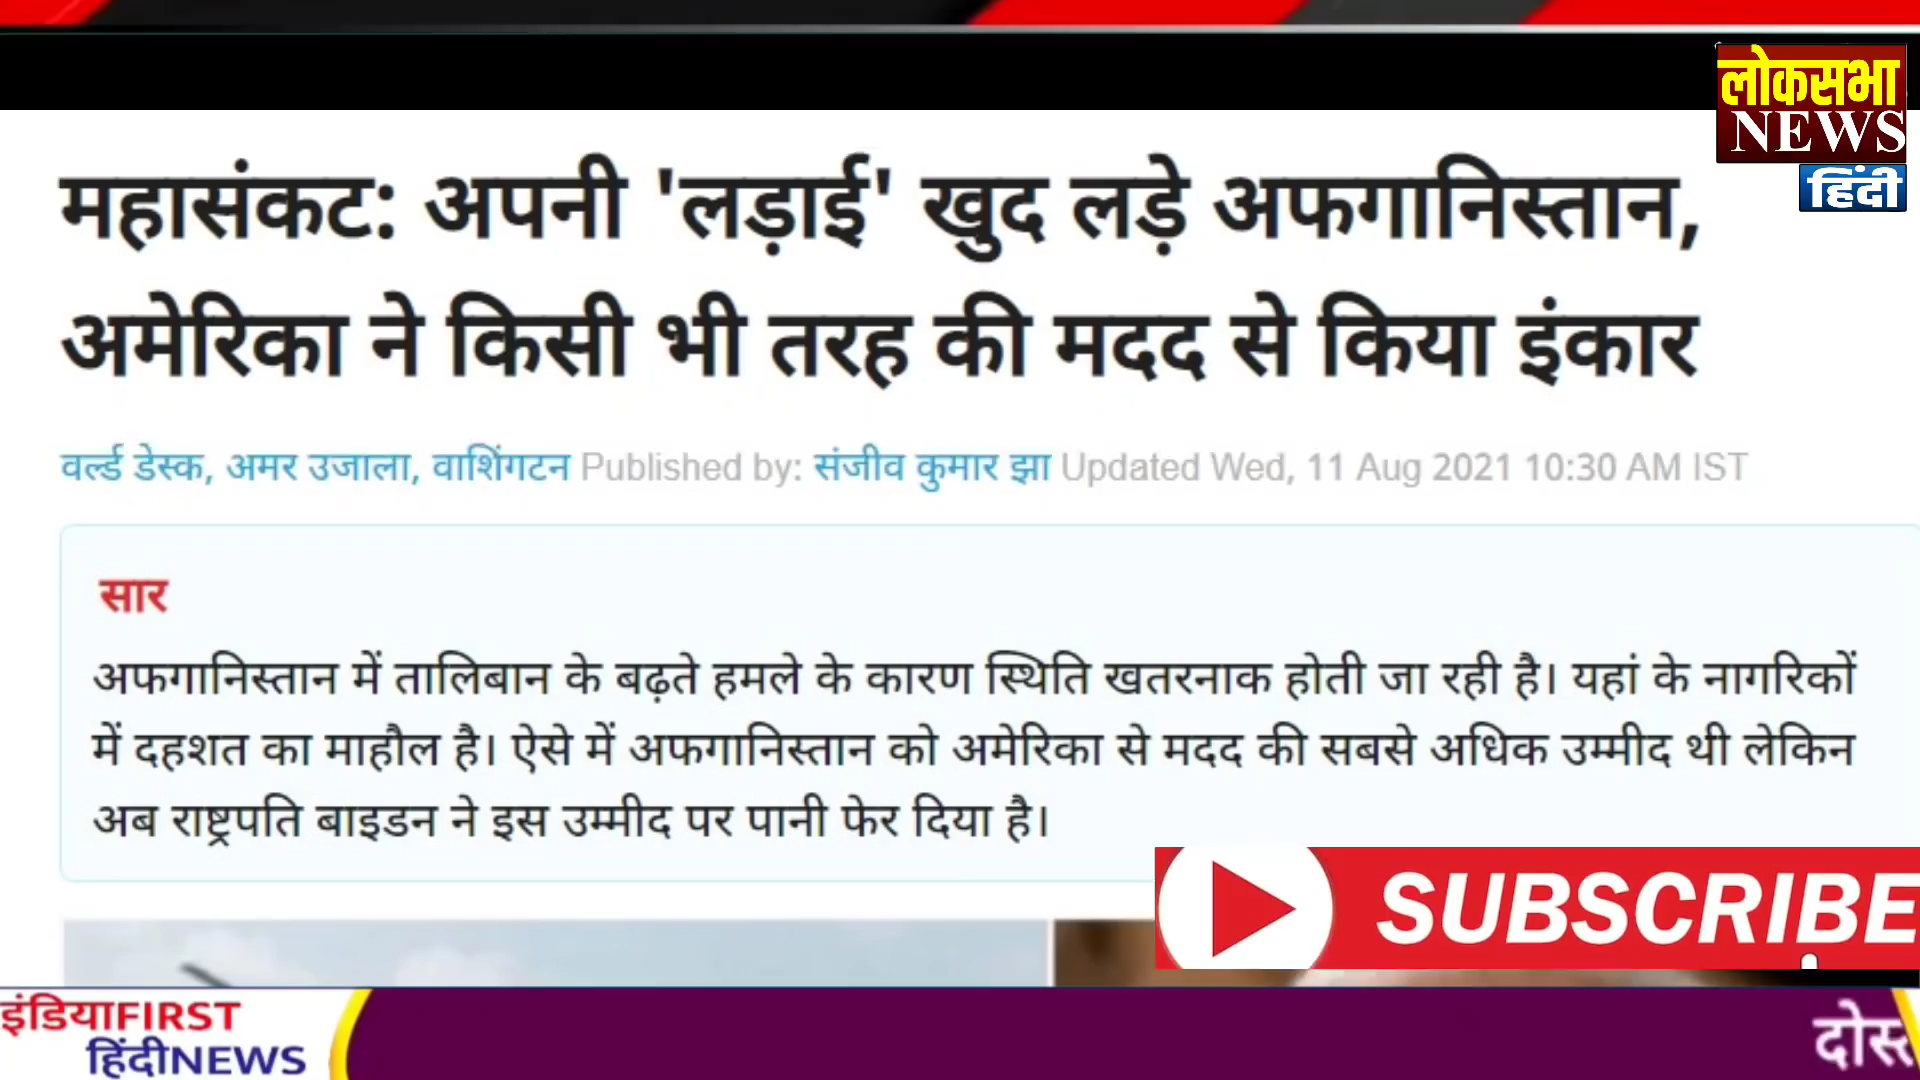 लोकसभा
NEWS
हिंदी
महासंकट: अपनी 'लड़ाई' खुद लड़े अफगानिस्तान,
अमेरिका ने किसी भी तरह की मदद से किया इंकार
वर्ल्ड डेस्क, अमर उजाला, वाशिंगटन Published by: संजीव कुमार झा Updated Wed, 11 Aug 2021 10:30 AM IST
सार
अफगानिस्तान में तालिबान के बढ़ते हमले के कारण स्थिति खतरनाक होती जा रही है। यहां के नागरिकों
में दहशत का माहौल है। ऐसे में अफगानिस्तान को अमेरिका से मदद की सबसे अधिक उम्मीद थी लेकिन
अब राष्ट्रपति बाइडन ने इस उम्मीद पर पानी फेर दिया है।
SUBSCRIBE
इंडियाFIRST
हिंदीNEWS